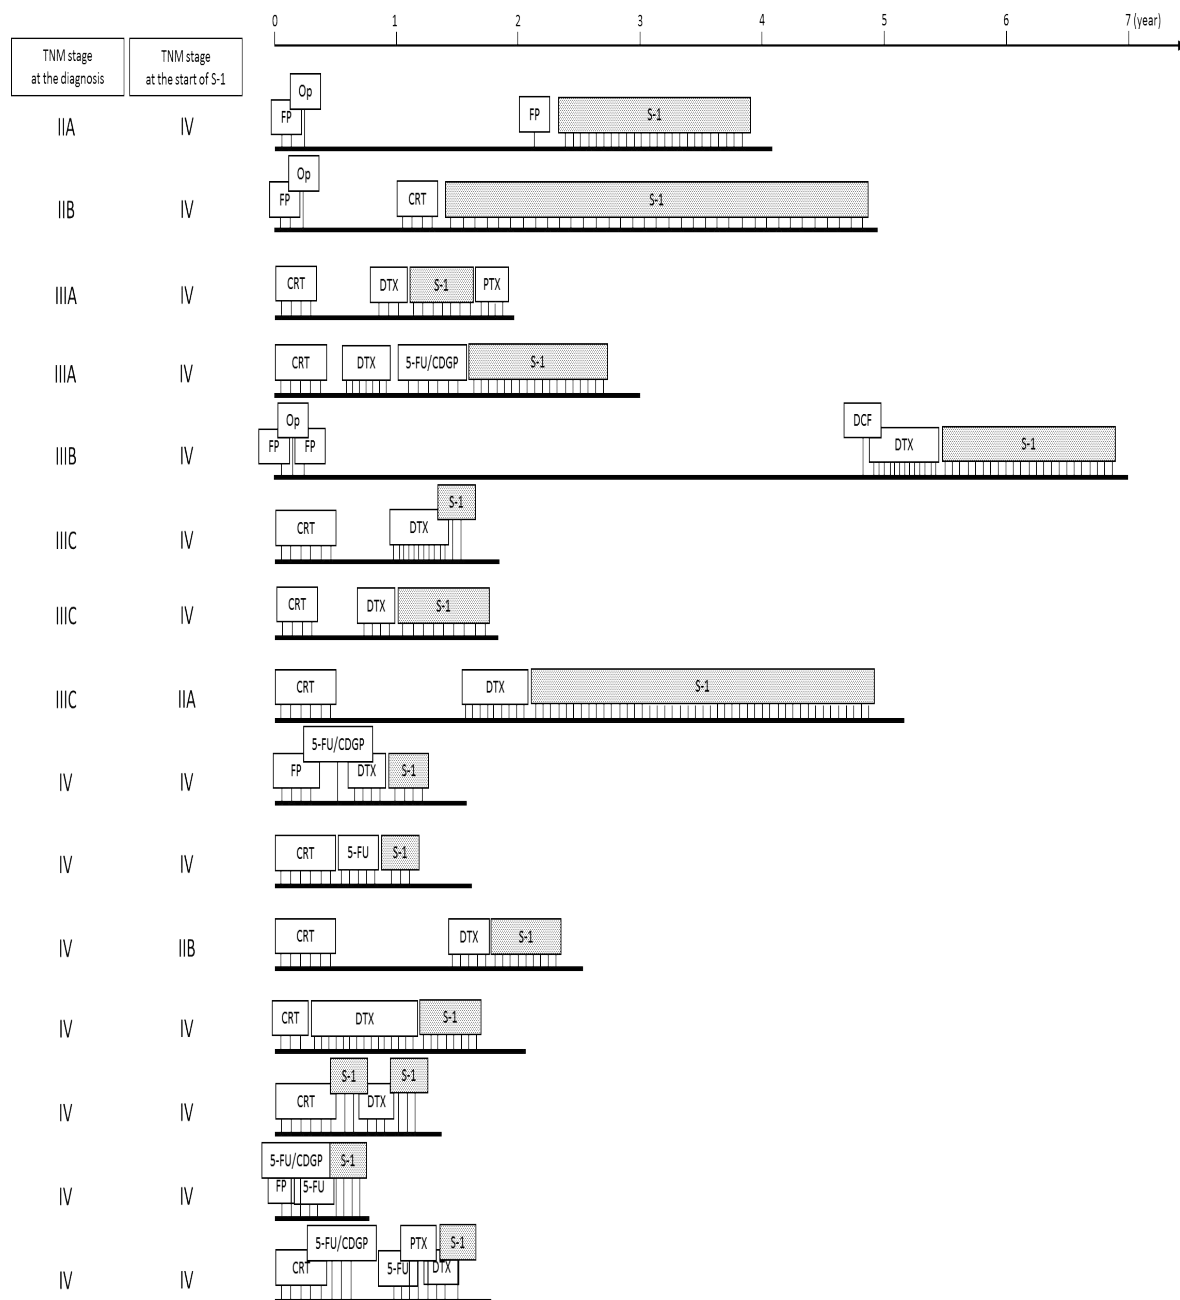 0 1 2 3 4 5 6 7 (year)
TNM stage
at the diagnosis
TNM stage
at the start of S-1
IIA IV FP Op FP S-1
IIB IV FP Op CRT S-1
IIIA IV CRT DTX S-1 PTX
IIIA IV CRT DTX 5-FU/CDGP S-1
IIIB IV FP Op FP DCF DTX S-1
IIIC IV CRT DTX S-1
IIIC IV CRT DTX S-1
IIIC IIA CRT DTX S-1
IV IV FP 5-FU/CDGP DTX S-1
IV IV CRT 5-FU S-1
IV IIB CRT DTX S-1
IV IV CRT DTX S-1
IV IV CRT S-1 DTX S-1
IV IV FP 5-FU/CDGP 5-FU S-1
IV IV CRT 5-FU/CDGP 5-FU PTX DTX S-1